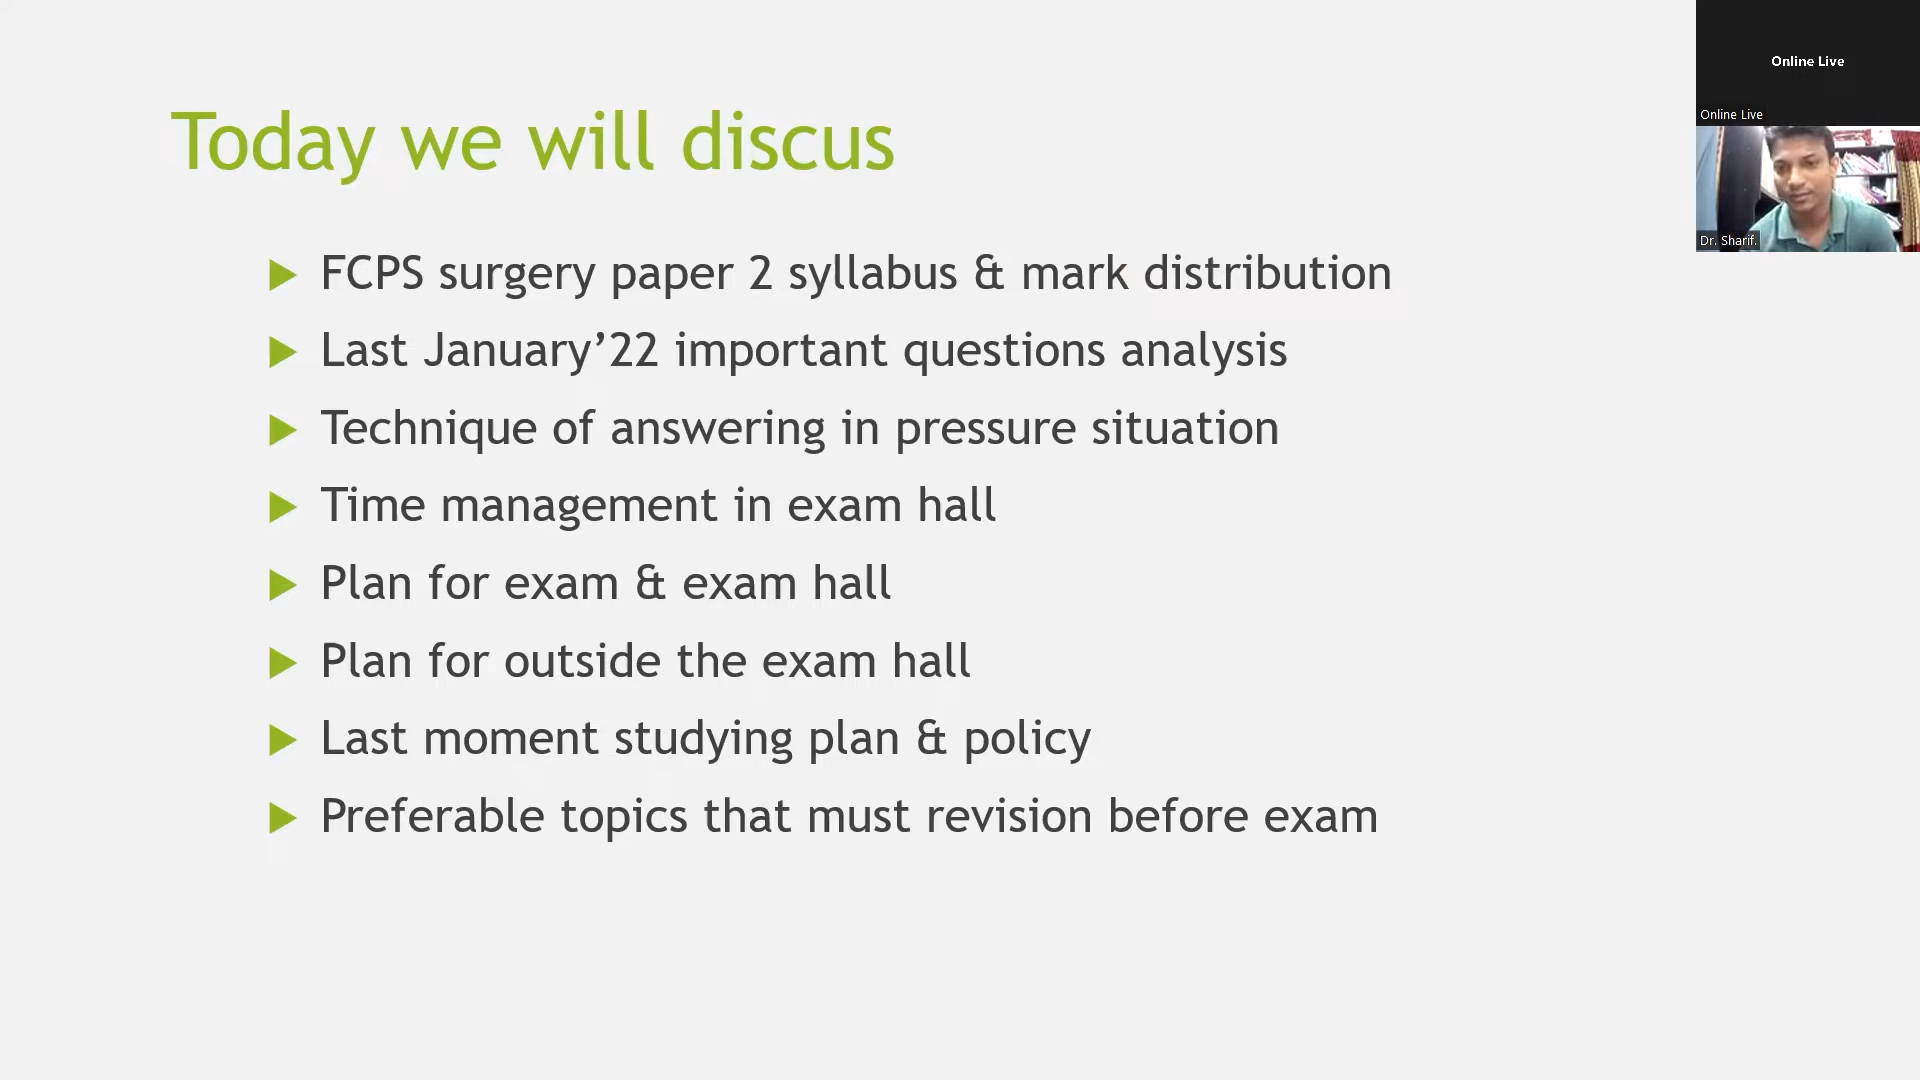 Today we will discus
FCPS surgery paper 2 syllabus & mark distribution
Last January’22 important questions analysis
Technique of answering in pressure situation
Time management in exam hall
Plan for exam & exam hall
Plan for outside the exam hall
Last moment studying plan & policy
Preferable topics that must revision before exam
Online Live
Online Live
Dr. Sharif.